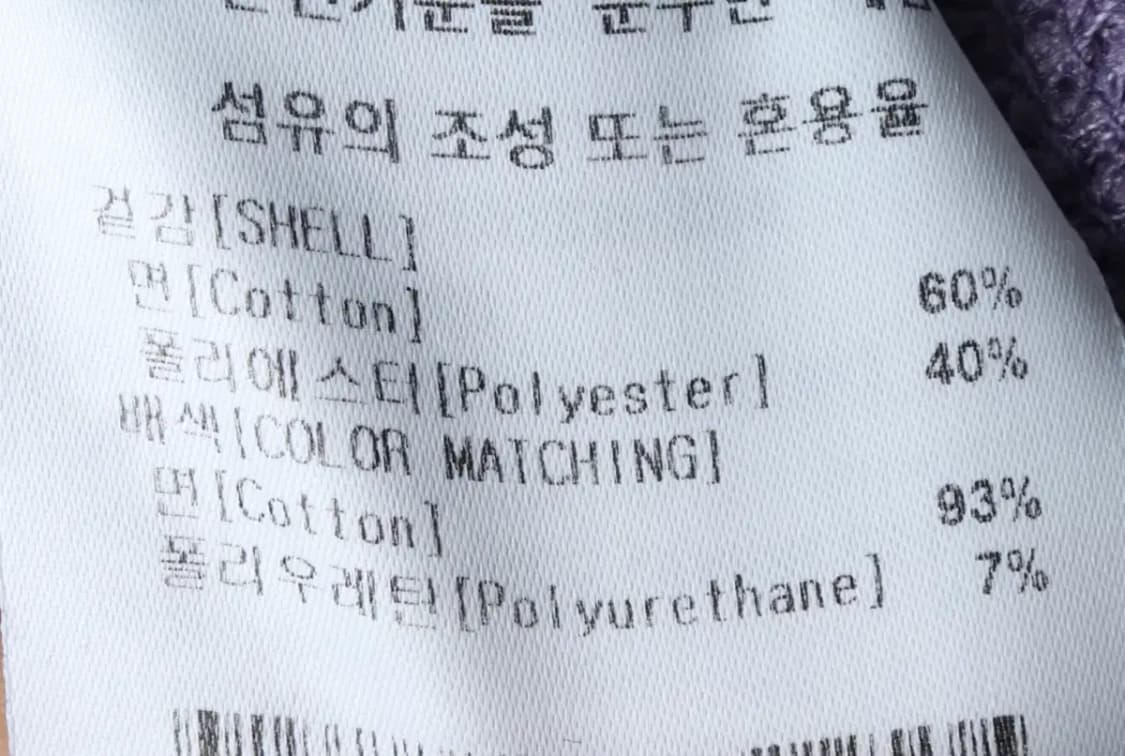 섬유의 조성 또는 혼용율
겉감[SHELL]
면[Cotton] 60%
폴리에스터[Polyester] 40%
배색[COLOR MATCHING]
면[Cotton] 93%
폴리우레탄[Polyurethane] 7%